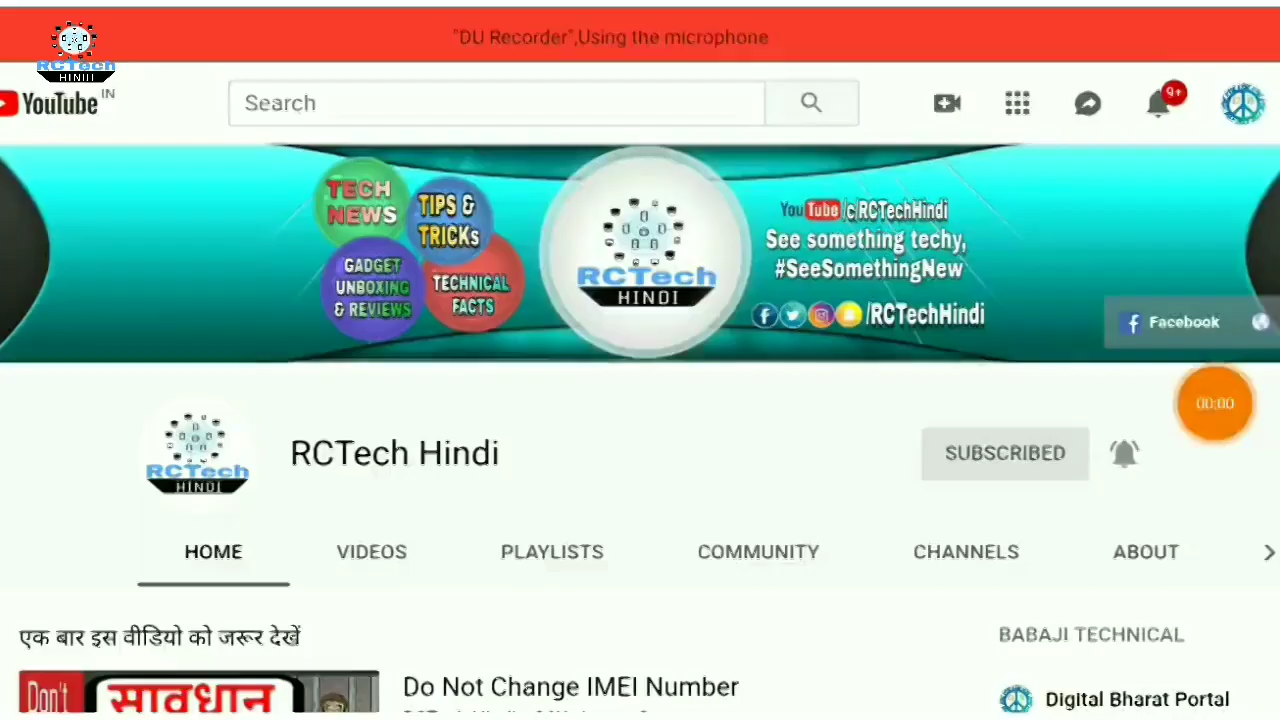 "DU Recorder",Using the microphone
RCTech
HINDI
YouTube IN
Search
9+
TECH
NEWS
TIPS &
TRICKs
GADGET
UNBOXING
& REVIEWS
TECHNICAL
FACTS
RCTech
HINDI
YouTube/c/RCTechHindi
See something techy,
#SeeSomethingNew
/RCTechHindi
Facebook
00:00
RCTech
HINDI
RCTech Hindi
SUBSCRIBED
HOME VIDEOS PLAYLISTS COMMUNITY CHANNELS ABOUT
एक बार इस वीडियो को जरूर देखें
BABAJI TECHNICAL
Don't
सावधान
Do Not Change IMEI Number
Digital Bharat Portal